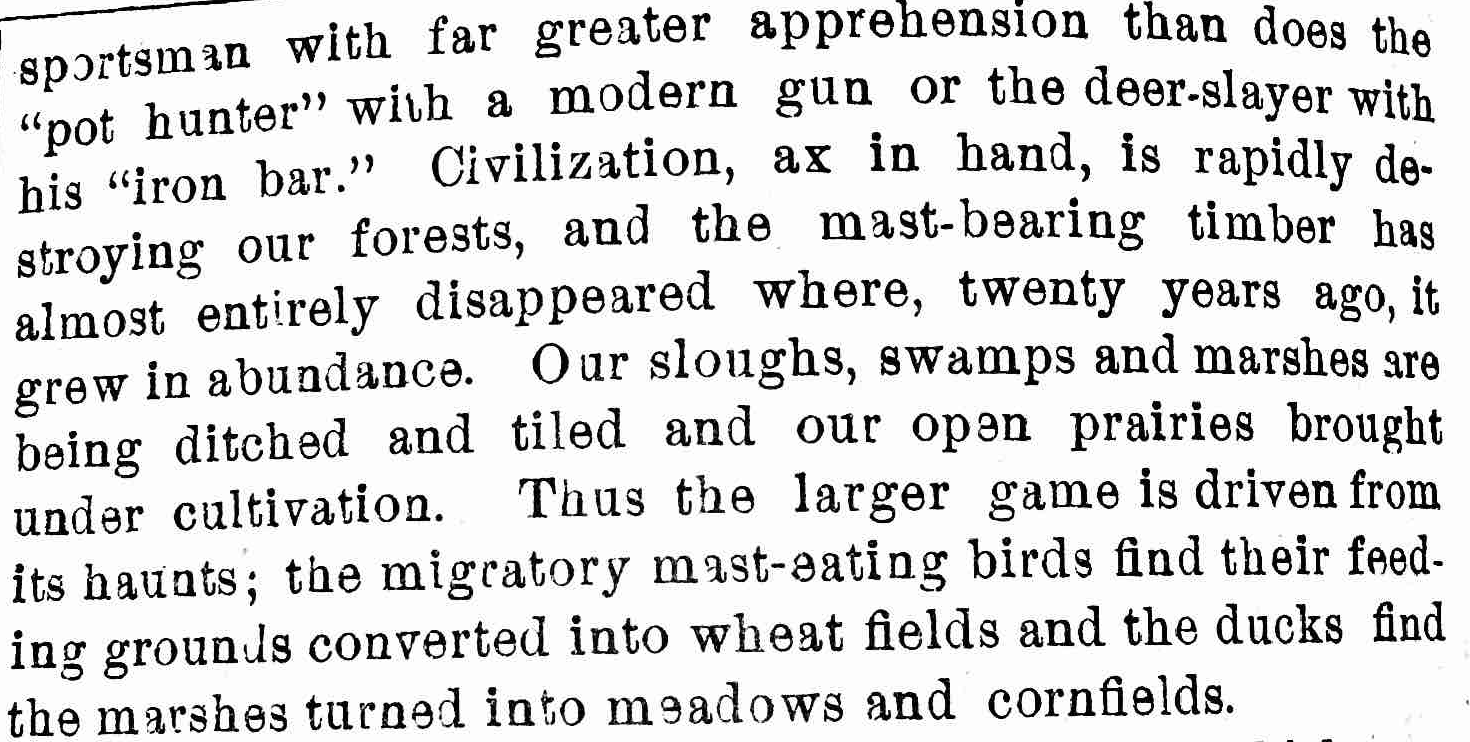 sportsman with far greater apprehension than does the
“pot hunter” with a modern gun or the deer-slayer with
his “iron bar.” Civilization, ax in hand, is rapidly de-
stroying our forests, and the mast-bearing timber has
almost entirely disappeared where, twenty years ago, it
grew in abundance. Our sloughs, swamps and marshes are
being ditched and tiled and our open prairies brought
under cultivation. Thus the larger game is driven from
its haunts; the migratory mast-eating birds find their feed-
ing grounds converted into wheat fields and the ducks find
the marshes turned into meadows and cornfields.